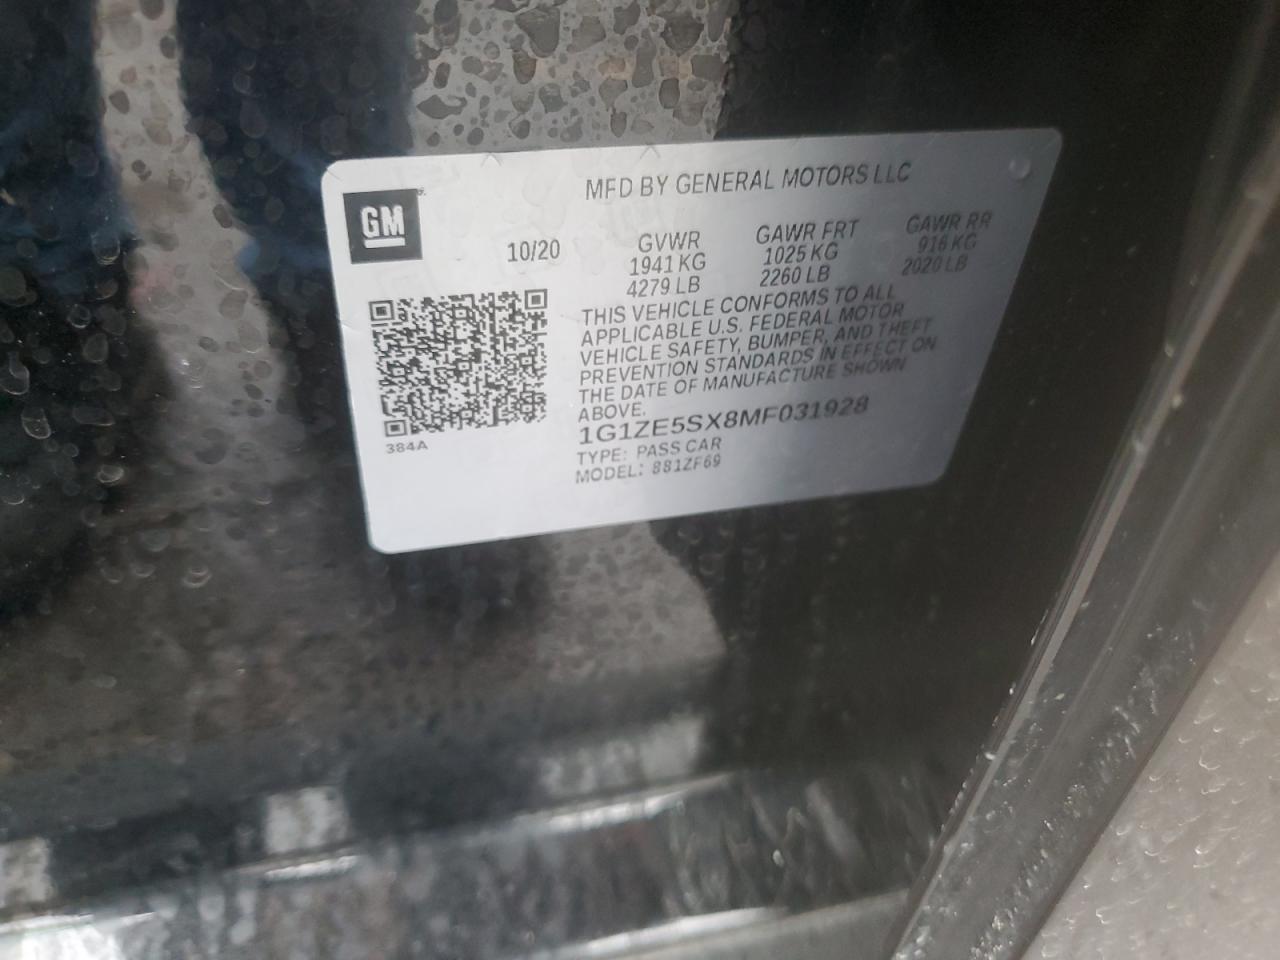 MFD BY GENERAL MOTORS LLC
GM
10/20
GVWR
1941 KG
4279 LB
GAWR FRT
1025 KG
2260 LB
GAWR RR
916 KG
2020 LB
THIS VEHICLE CONFORMS TO ALL
APPLICABLE U.S. FEDERAL MOTOR
VEHICLE SAFETY, BUMPER, AND THEFT
PREVENTION STANDARDS IN EFFECT ON
THE DATE OF MANUFACTURE SHOWN
ABOVE.
1G1ZE5SX8MF031928
TYPE: PASS CAR
MODEL: 881ZF69
384A